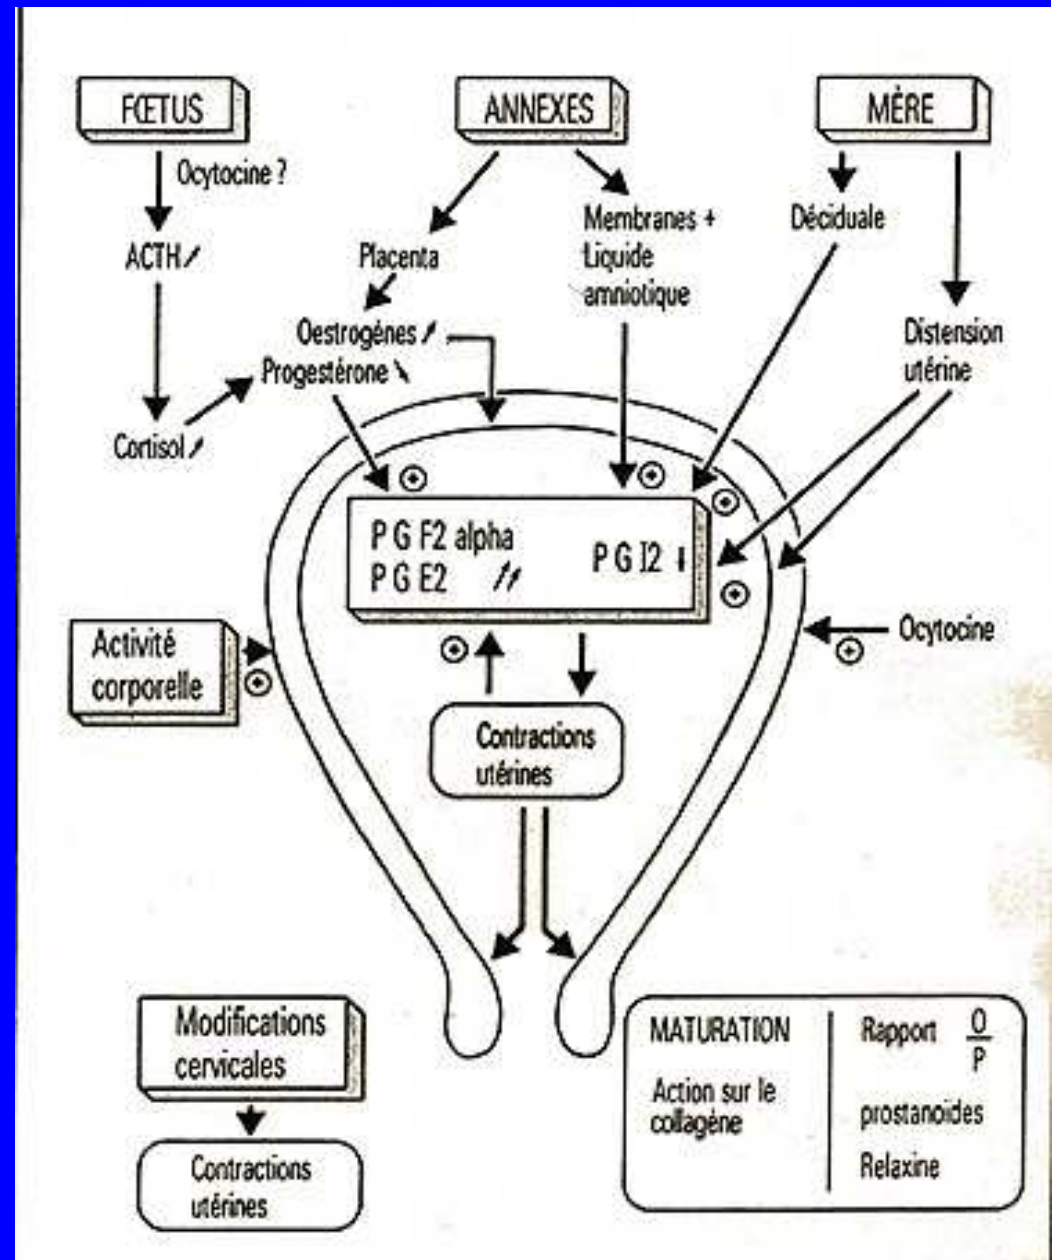 FŒTUS
ANNEXES
MÈRE
Ocytocine ?
ACTH
Placenta
Membranes +
Liquide
amniotique
Déciduale
Oestrogènes
Progestérone
Distension
utérine
Cortisol
P G F2 alpha
P G E2
P G I2
Activité
corporelle
Ocytocine
Contractions
utérines
Modifications
cervicales
Contractions
utérines
MATURATION
Action sur le
collagène
Rapport O
P
prostanoïdes
Relaxine